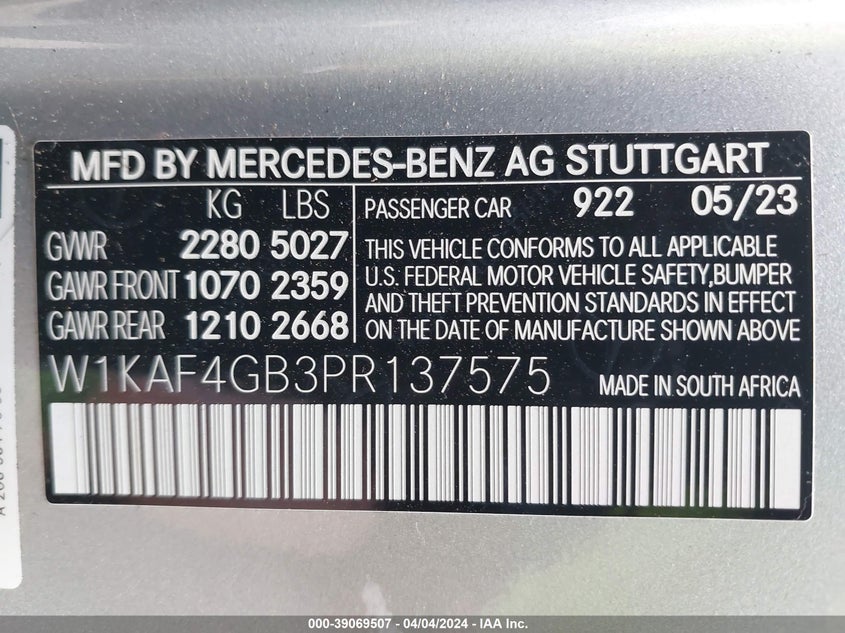 MFD BY MERCEDES-BENZ AG STUTTGART
KG LBS
GVWR 2280 5027
GAWR FRONT 1070 2359
GAWR REAR 1210 2668
PASSENGER CAR 922 05/23
THIS VEHICLE CONFORMS TO ALL APPLICABLE
U.S. FEDERAL MOTOR VEHICLE SAFETY,BUMPER
AND THEFT PREVENTION STANDARDS IN EFFECT
ON THE DATE OF MANUFACTURE SHOWN ABOVE
W1KAF4GB3PR137575 MADE IN SOUTH AFRICA
000-39069507 - 04/04/2024 - IAA Inc.